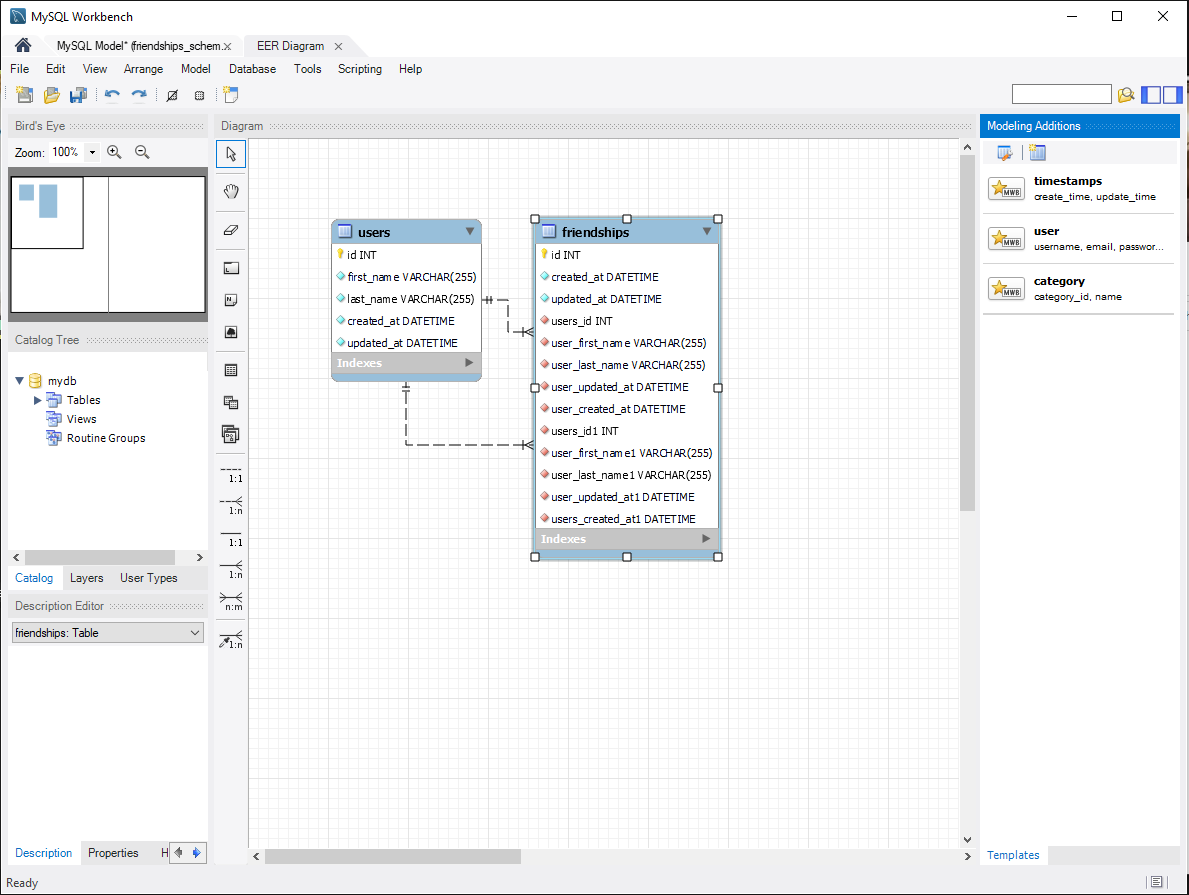 MySQL Workbench
MySQL Model* (friendships_schem.x
EER Diagram
File Edit View Arrange Model Database Tools Scripting Help
Bird's Eye
Zoom: 100%
Catalog Tree
mydb
Tables
Views
Routine Groups
Catalog Layers User Types
Description Editor
friendships: Table
Description Properties H
Diagram
1:1
1:n
1:1
1:n
n:m
1:n
users
id INT
first_name VARCHAR(255)
last_name VARCHAR(255)
created_at DATETIME
updated_at DATETIME
Indexes
friendships
id INT
created_at DATETIME
updated_at DATETIME
users_id INT
user_first_name VARCHAR(255)
user_last_name VARCHAR(255)
user_updated_at DATETIME
user_created_at DATETIME
users_id1 INT
user_first_name1 VARCHAR(255)
user_last_name1 VARCHAR(255)
user_updated_at1 DATETIME
users_created_at1 DATETIME
Indexes
Modeling Additions
MWB
timestamps
create_time, update_time
MWB
user
username, email, passwor...
MWB
category
category_id, name
Templates
Ready